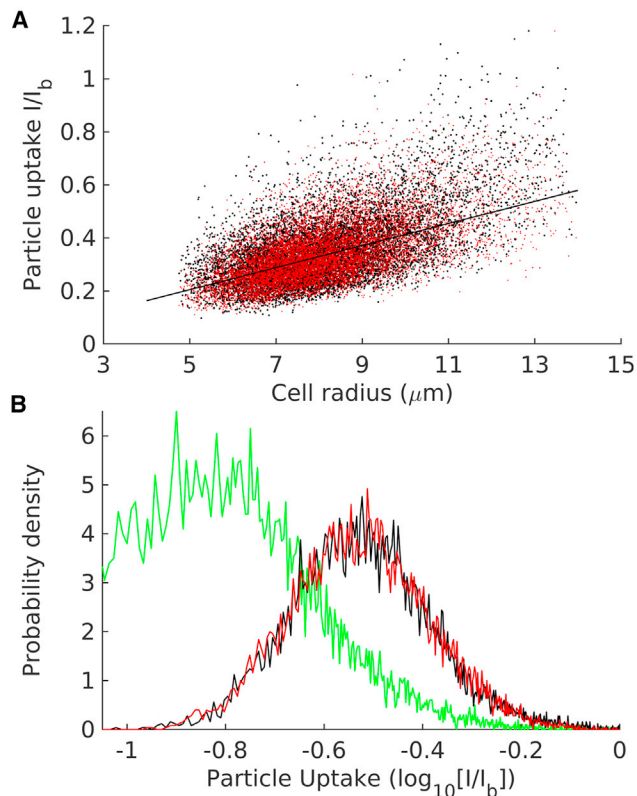 A
1.2
1
0.8
0.6
0.4
0.2
0
Particle uptake I/I_b
3 5 7 9 11 13 15
Cell radius (μm)
B
6
5
4
3
2
1
0
Probability density
-1 -0.8 -0.6 -0.4 -0.2 0
Particle Uptake (log_10[I/I_b])